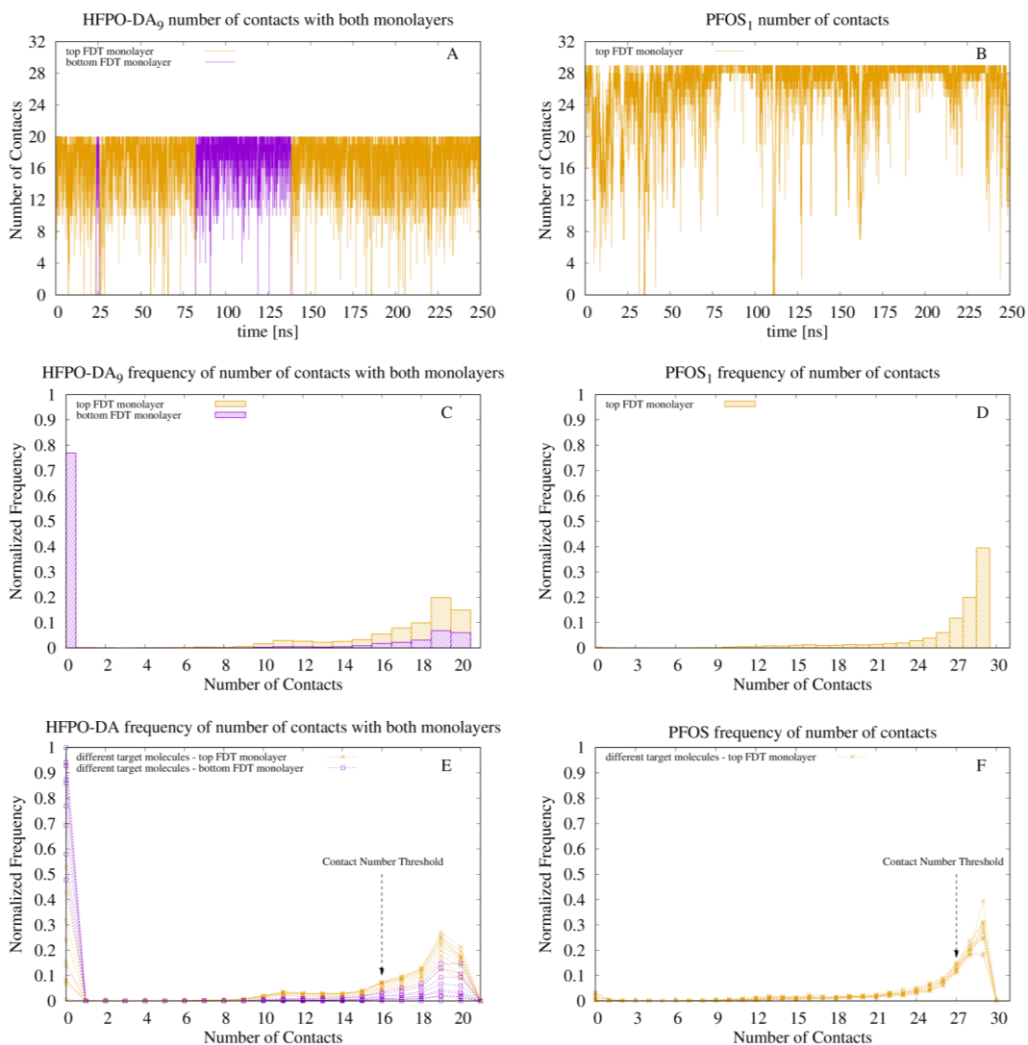 HFPO-DA₉ number of contacts with both monolayers
top FDT monolayer
bottom FDT monolayer
A
32
28
24
20
16
12
8
4
0
Number of Contacts
0 25 50 75 100 125 150 175 200 225 250
time [ns]
PFOS₁ number of contacts
top FDT monolayer
B
32
28
24
20
16
12
8
4
0
Number of Contacts
0 25 50 75 100 125 150 175 200 225 250
time [ns]
HFPO-DA₉ frequency of number of contacts with both monolayers
top FDT monolayer
bottom FDT monolayer
C
1
0.9
0.8
0.7
0.6
0.5
0.4
0.3
0.2
0.1
0
Normalized Frequency
0 2 4 6 8 10 12 14 16 18 20
Number of Contacts
PFOS₁ frequency of number of contacts
top FDT monolayer
D
1
0.9
0.8
0.7
0.6
0.5
0.4
0.3
0.2
0.1
0
Normalized Frequency
0 3 6 9 12 15 18 21 24 27 30
Number of Contacts
HFPO-DA frequency of number of contacts with both monolayers
different target molecules - top FDT monolayer
different target molecules - bottom FDT monolayer
E
1
0.9
0.8
0.7
0.6
0.5
0.4
0.3
0.2
0.1
0
Normalized Frequency
Contact Number Threshold
0 2 4 6 8 10 12 14 16 18 20
Number of Contacts
PFOS frequency of number of contacts
different target molecules - top FDT monolayer
F
1
0.9
0.8
0.7
0.6
0.5
0.4
0.3
0.2
0.1
0
Normalized Frequency
Contact Number Threshold
0 3 6 9 12 15 18 21 24 27 30
Number of Contacts